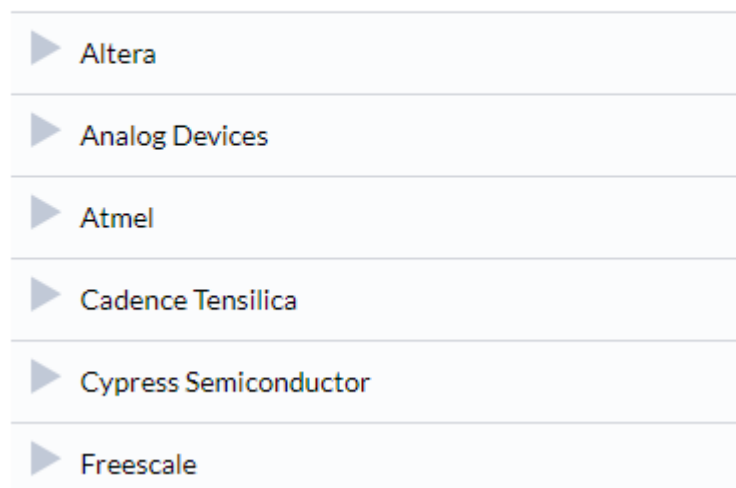 Altera
Analog Devices
Atmel
Cadence Tensilica
Cypress Semiconductor
Freescale